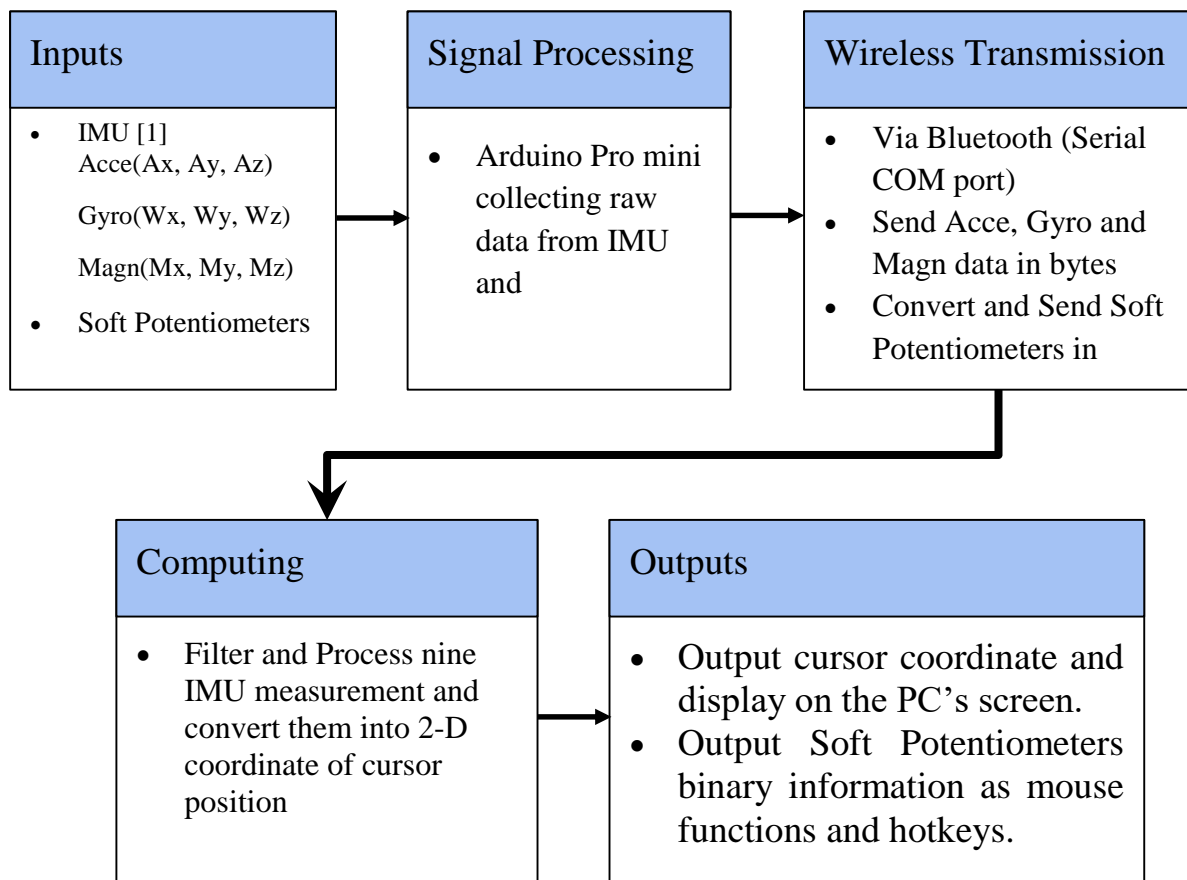 Inputs
• IMU [1]
Acce(Ax, Ay, Az)
Gyro(Wx, Wy, Wz)
Magn(Mx, My, Mz)
• Soft Potentiometers
Signal Processing
• Arduino Pro mini
collecting raw
data from IMU
and
Wireless Transmission
• Via Bluetooth (Serial
COM port)
• Send Acce, Gyro and
Magn data in bytes
• Convert and Send Soft
Potentiometers in
Computing
• Filter and Process nine
IMU measurement and
convert them into 2-D
coordinate of cursor
position
Outputs
• Output cursor coordinate and
display on the PC’s screen.
• Output Soft Potentiometers
binary information as mouse
functions and hotkeys.